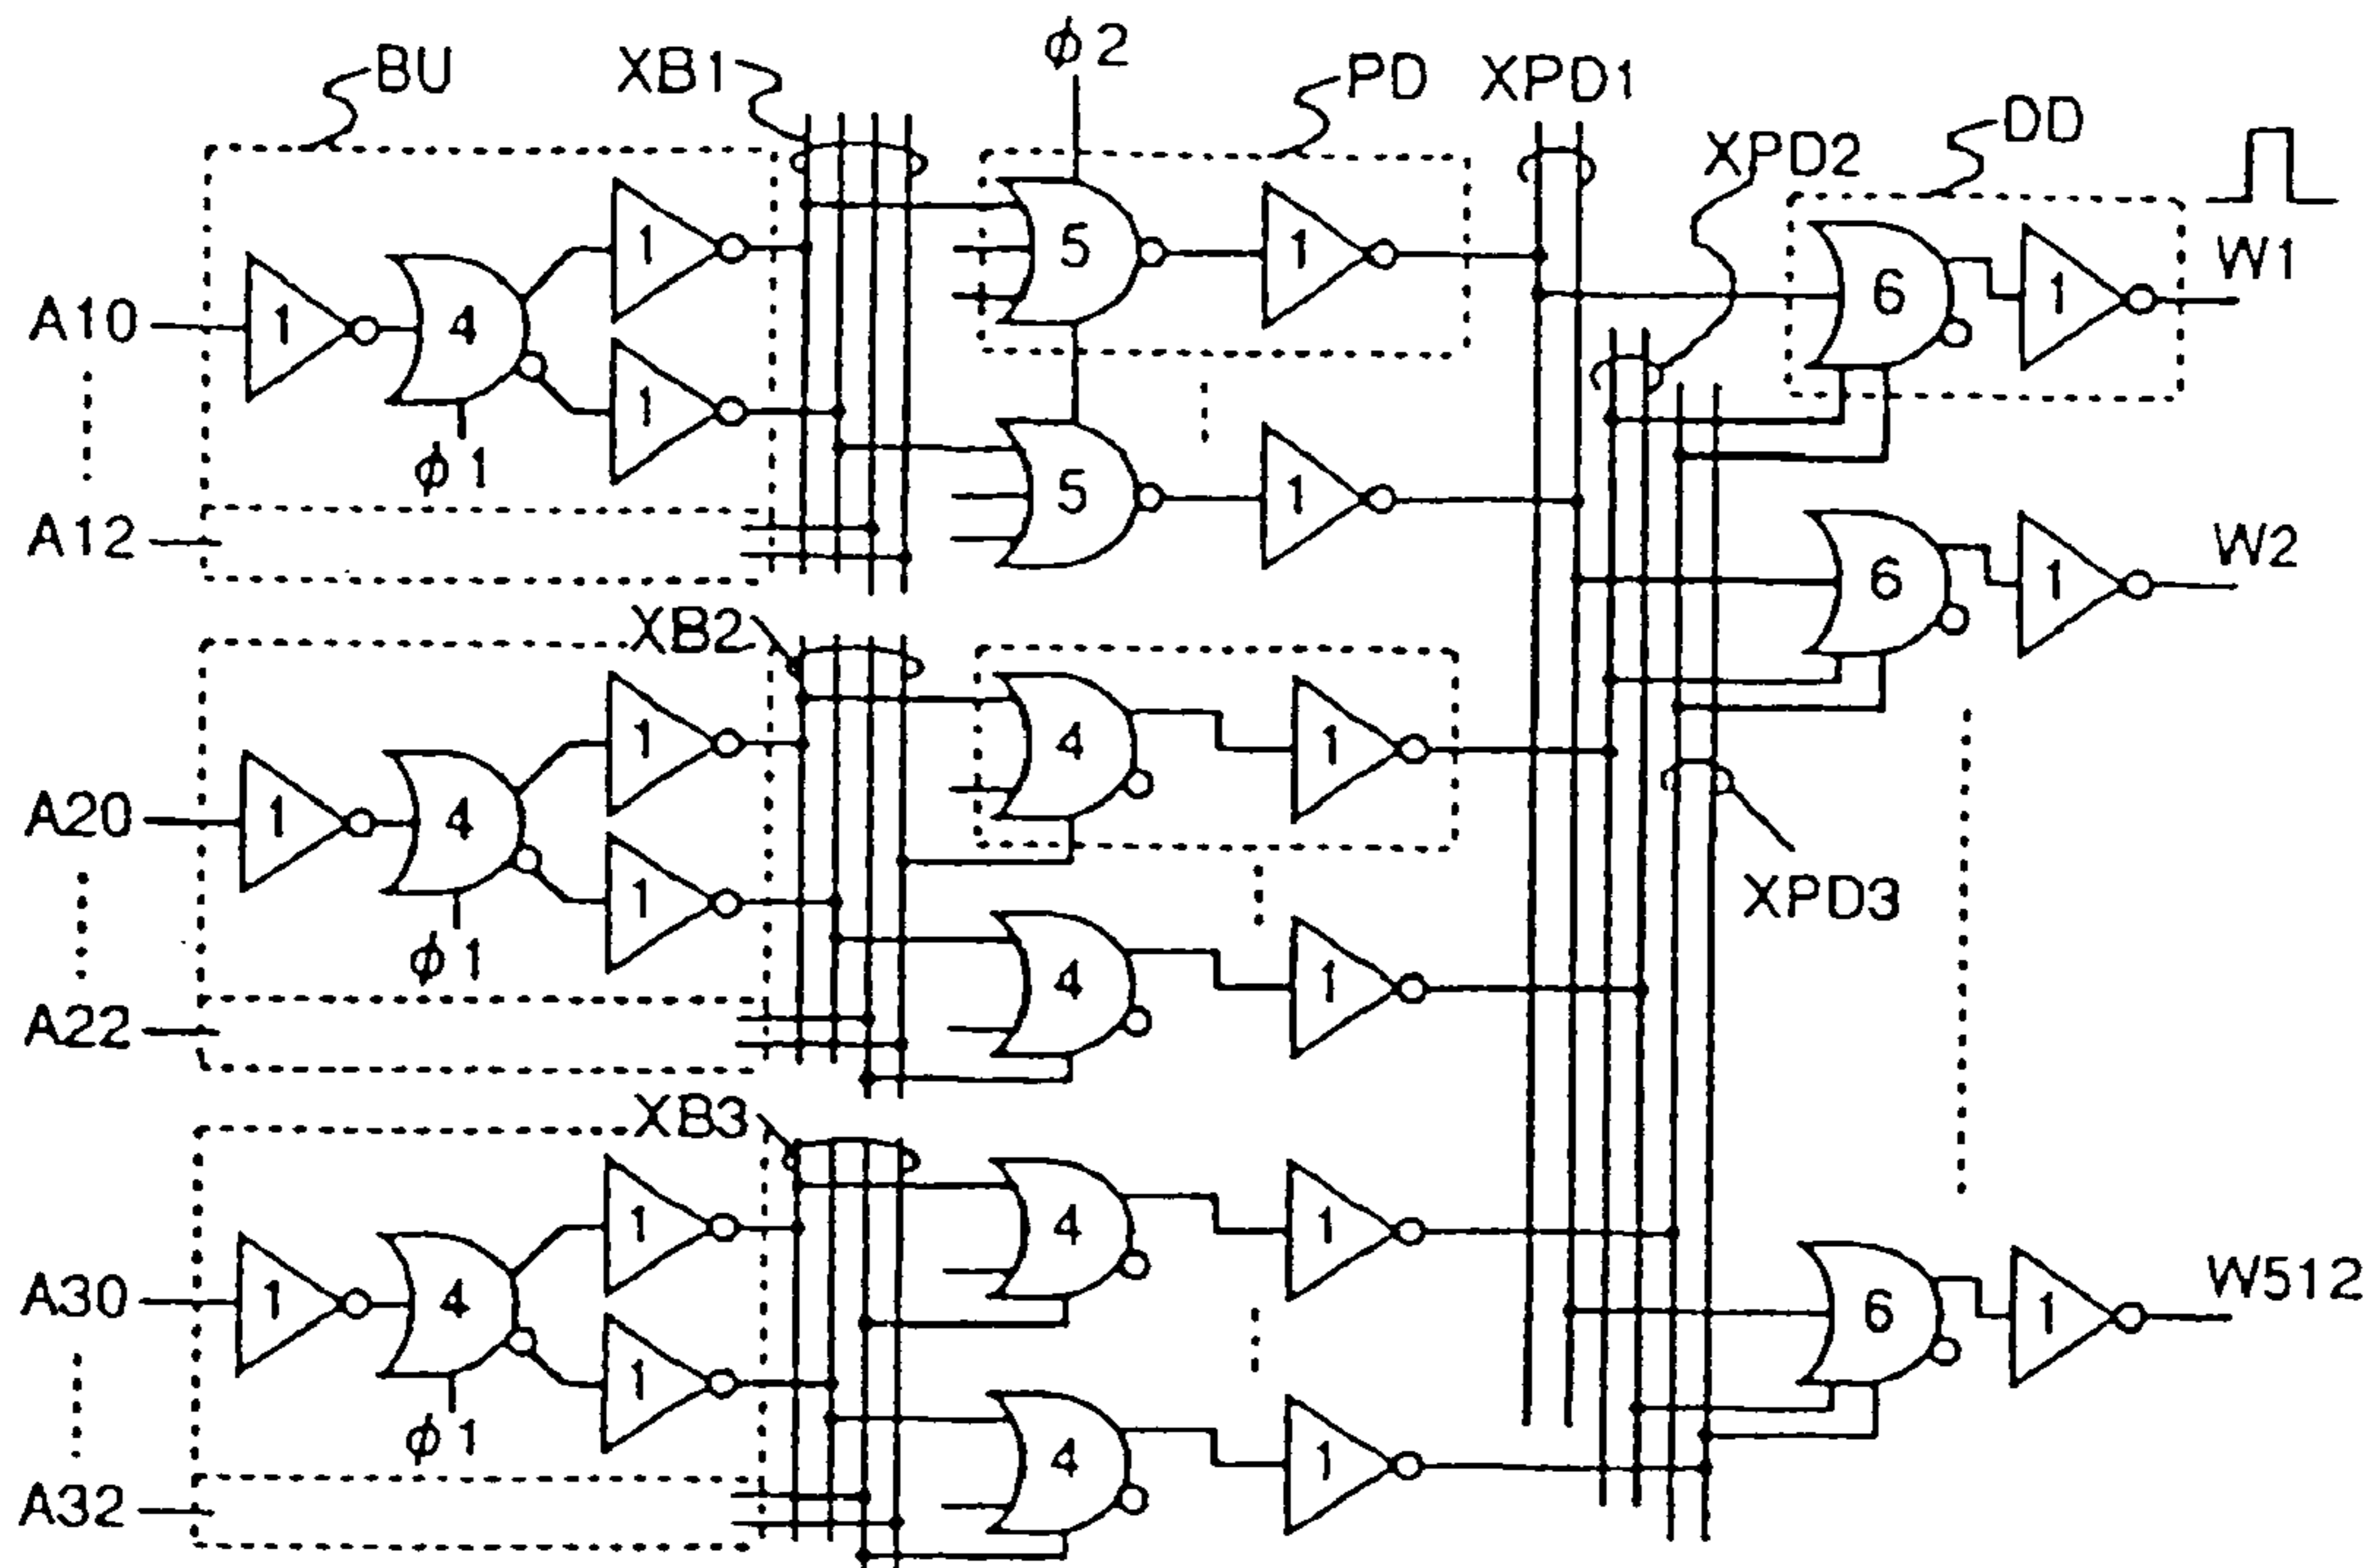 BU XB1 φ2 PD XPD1 XPD2 DD
A10 1 4 1 5 1 6 1 W1
1
φ1
A12 5 1
6 1 W2
XB2
A20 1 4 1 4 1
1
φ1
XPD3
A22 4 1
XB3
A30 1 4 1 4 1 6 1 W512
1
φ1
A32 4 1